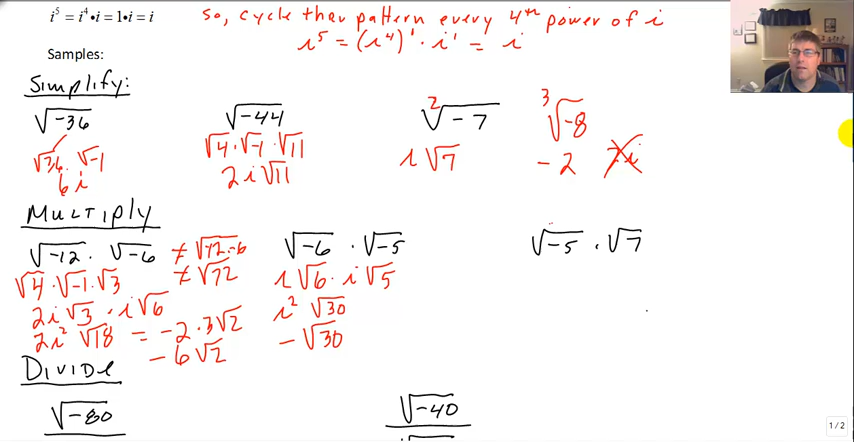 i⁵ = i⁴•i = 1•i = i
so, cycle the pattern every 4th power of i
i⁵ = (i⁴)¹ · i¹ = i
Samples:
Simplify:
√-36 √-44 ²√-7 ³√-8
√36 · √-1 √4 · √-1 · √11 i√7 -2
6 i 2i√11
Multiply
√-12 · √-6 ≠ √-12·-6 √-6 · √-5 √-5 · √7
√4 · √-1 · √3 ≠ √72 i√6 · i√5
2i√3 · i√6 i² √30
2i² √18 = -2 · 3√2 -√30
-6√2
Divide
√-80 √-40
1 / 2